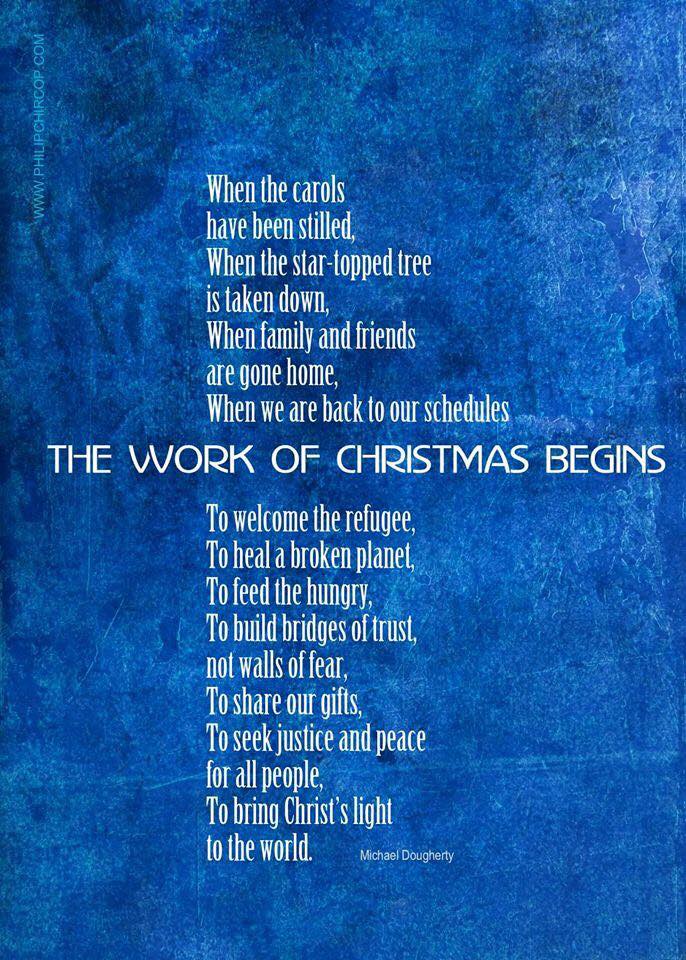 WWW.PHILIPCHIRCOP.COM
When the carols
have been stilled,
When the star-topped tree
is taken down,
When family and friends
are gone home,
When we are back to our schedules
THE WORK OF CHRISTMAS BEGINS
To welcome the refugee,
To heal a broken planet,
To feed the hungry,
To build bridges of trust,
not walls of fear,
To share our gifts,
To seek justice and peace
for all people,
To bring Christ's light
to the world.
Michael Dougherty